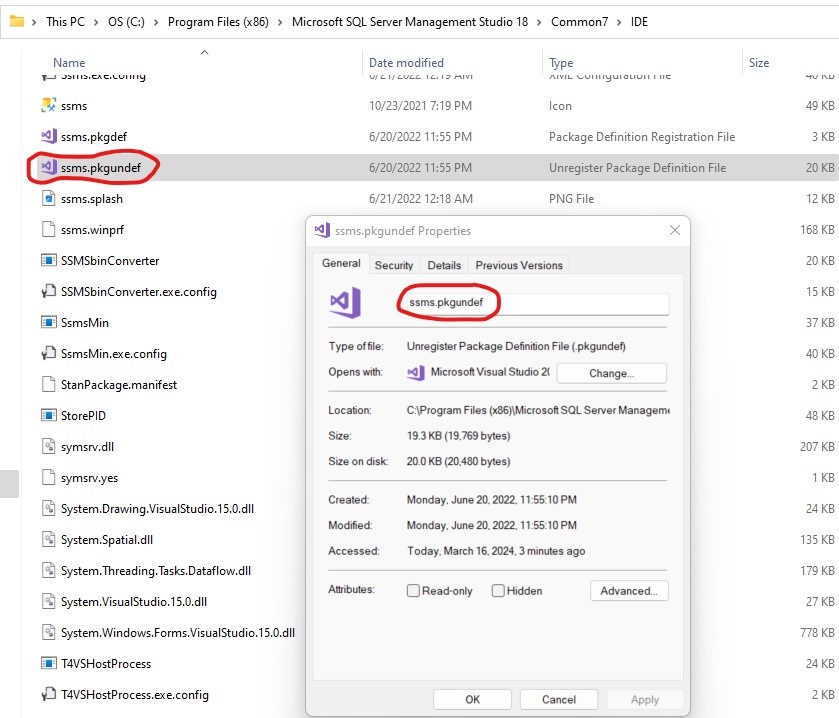 This PC > OS (C:) > Program Files (x86) > Microsoft SQL Server Management Studio 18 > Common7 > IDE
Name Date modified Type Size
Ssms.exe.config 6/21/2022 12:19 AM XML Configuration File 40 KB
ssms 10/23/2021 7:19 PM Icon 49 KB
ssms.pkgdef 6/20/2022 11:55 PM Package Definition Registration File 3 KB
ssms.pkgundef 6/20/2022 11:55 PM Unregister Package Definition File 20 KB
ssms.splash 6/21/2022 12:18 AM PNG File 12 KB
ssms.winprf 168 KB
SSMSbinConverter 20 KB
SSMSbinConverter.exe.config 15 KB
SsmsMin 37 KB
SsmsMin.exe.config 40 KB
StanPackage.manifest 2 KB
StorePID 48 KB
symsrv.dll 207 KB
symsrv.yes 1 KB
System.Drawing.VisualStudio.15.0.dll 24 KB
System.Spatial.dll 135 KB
System.Threading.Tasks.Dataflow.dll 179 KB
System.VisualStudio.15.0.dll 27 KB
System.Windows.Forms.VisualStudio.15.0.dll 778 KB
T4VSHostProcess 24 KB
T4VSHostProcess.exe.config 2 KB
ssms.pkgundef Properties
General Security Details Previous Versions
ssms.pkgundef
Type of file: Unregister Package Definition File (.pkgundef)
Opens with: Microsoft Visual Studio 20 Change...
Location: C:\Program Files (x86)\Microsoft SQL Server Manageme
Size: 19.3 KB (19,769 bytes)
Size on disk: 20.0 KB (20,480 bytes)
Created: Monday, June 20, 2022, 11:55:10 PM
Modified: Monday, June 20, 2022, 11:55:10 PM
Accessed: Today, March 16, 2024, 3 minutes ago
Attributes: Read-only Hidden Advanced...
OK Cancel Apply